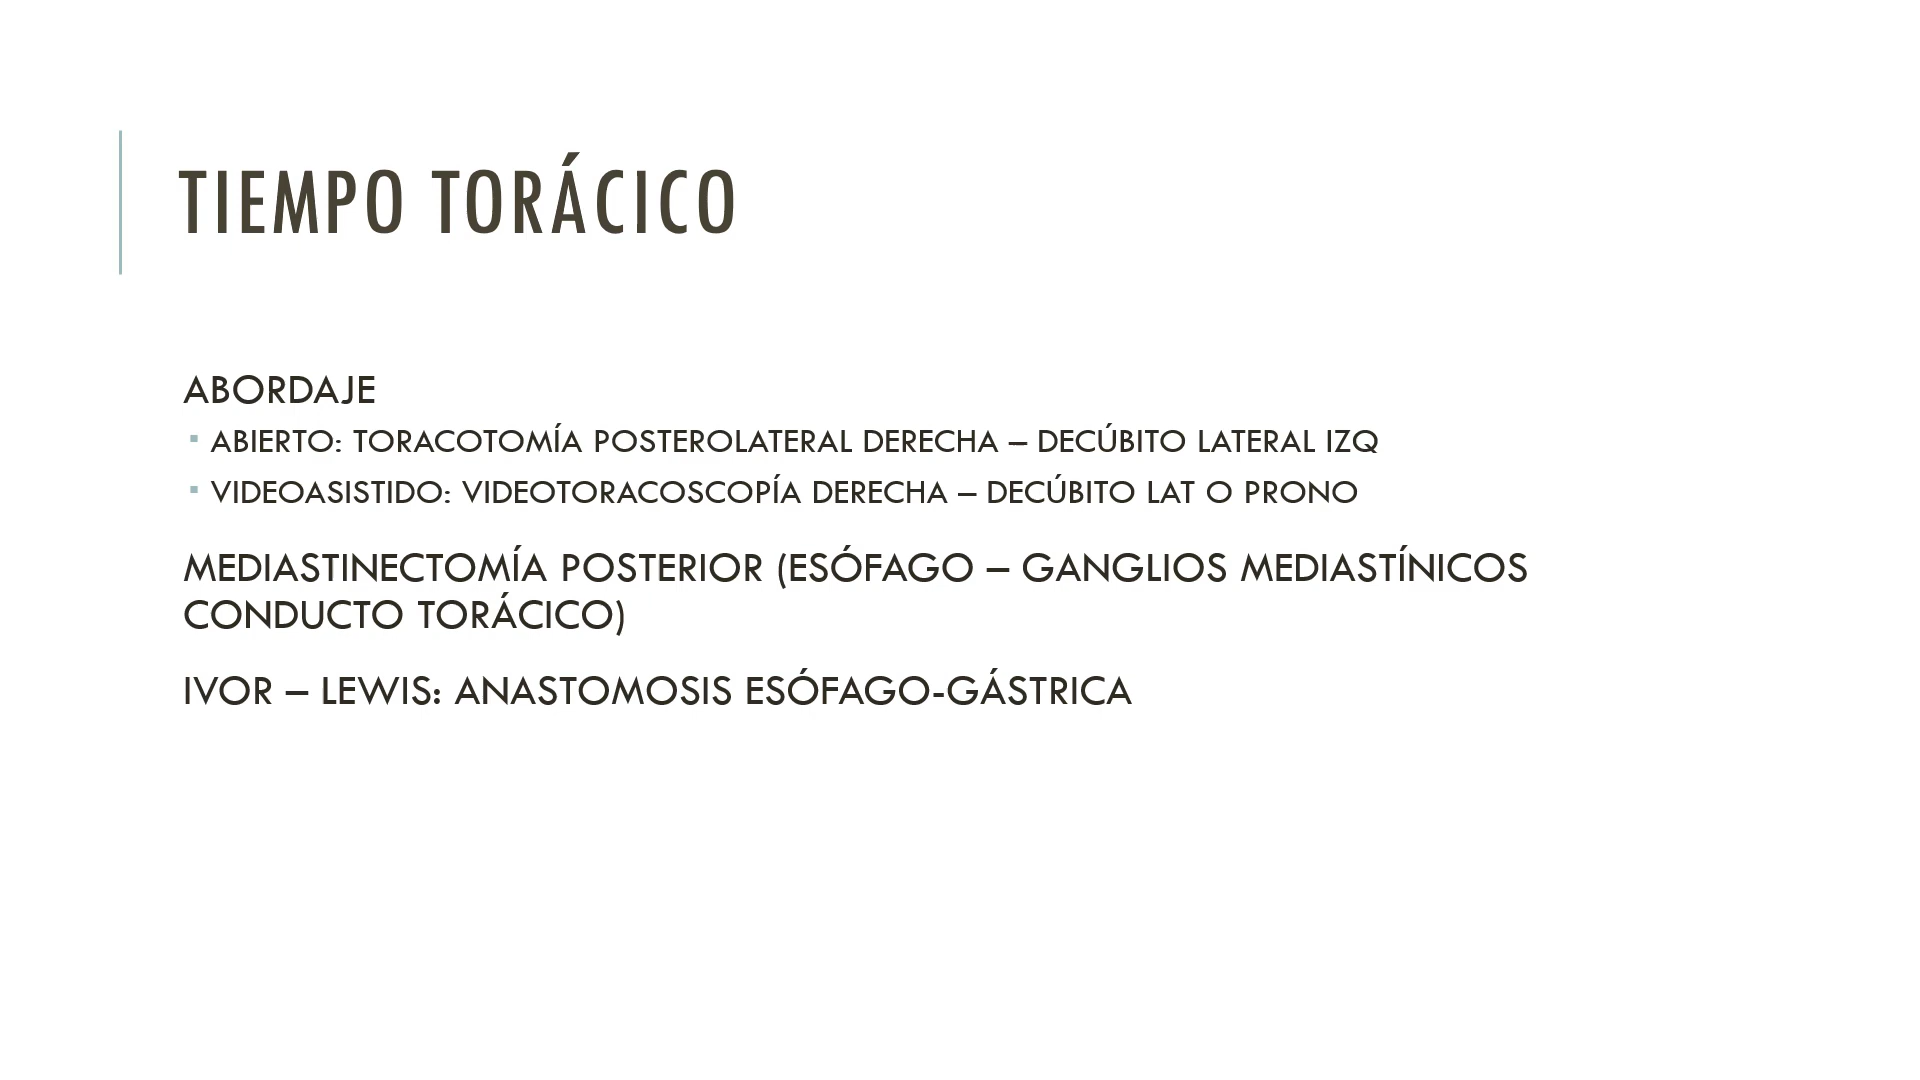 TIEMPO TORÁCICO
ABORDAJE
▪ ABIERTO: TORACOTOMÍA POSTEROLATERAL DERECHA – DECÚBITO LATERAL IZQ
▪ VIDEOASISTIDO: VIDEOTORACOSCOPÍA DERECHA – DECÚBITO LAT O PRONO
MEDIASTINECTOMÍA POSTERIOR (ESÓFAGO – GANGLIOS MEDIASTÍNICOS
CONDUCTO TORÁCICO)
IVOR – LEWIS: ANASTOMOSIS ESÓFAGO-GÁSTRICA